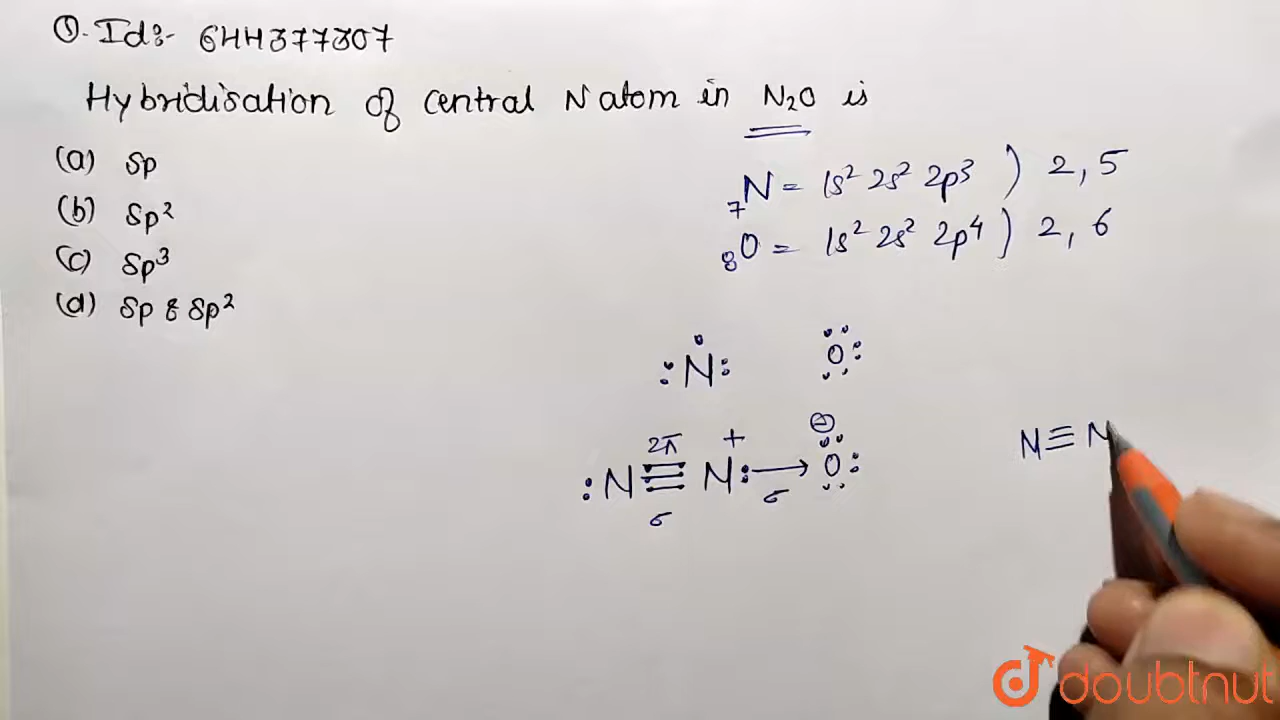 Q. Id:- 644377307
Hybridisation of central N atom in N₂O is
(a) sp
(b) sp²
(c) sp³
(d) sp & sp²
₇N = 1s² 2s² 2p³ ) 2, 5
₈O = 1s² 2s² 2p⁴ ) 2, 6
:N: O
2π + ⊖
:N≡N:→O:
σ σ
N≡N
doubtnut